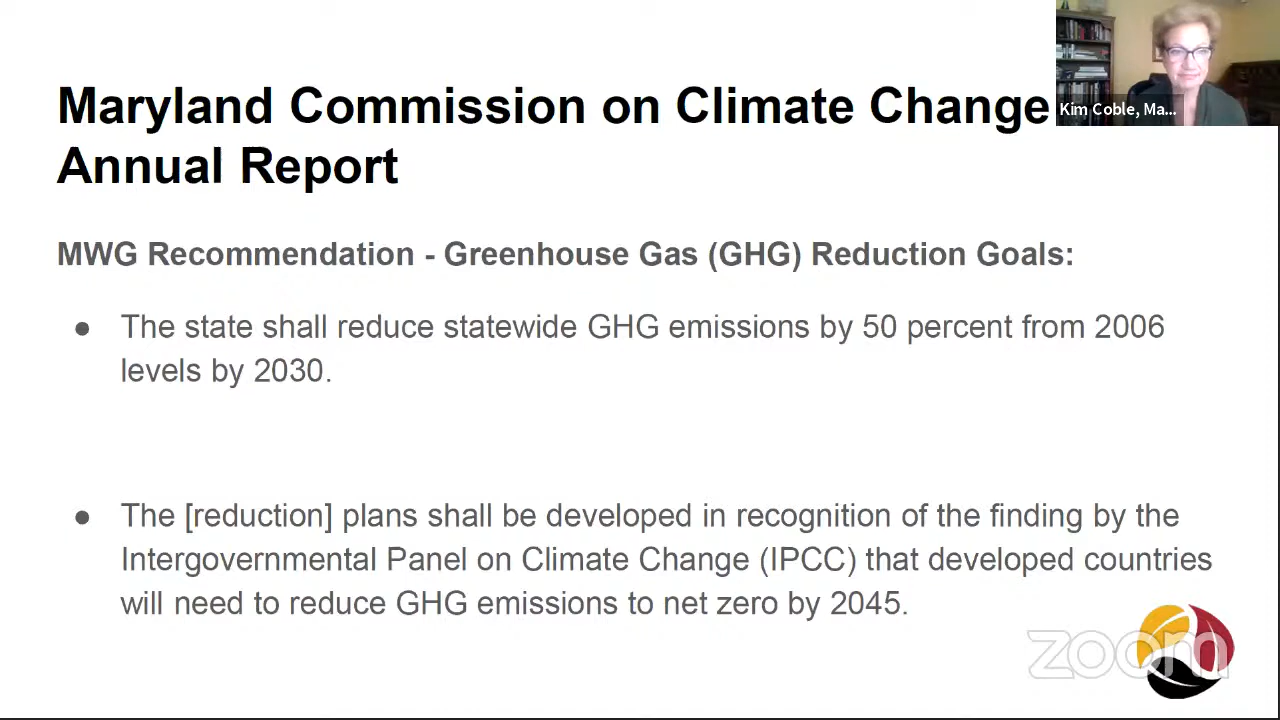 Maryland Commission on Climate Change
Annual Report
Kim Coble, Ma...
MWG Recommendation - Greenhouse Gas (GHG) Reduction Goals:
● The state shall reduce statewide GHG emissions by 50 percent from 2006
levels by 2030.
● The [reduction] plans shall be developed in recognition of the finding by the
Intergovernmental Panel on Climate Change (IPCC) that developed countries
will need to reduce GHG emissions to net zero by 2045.
zoom